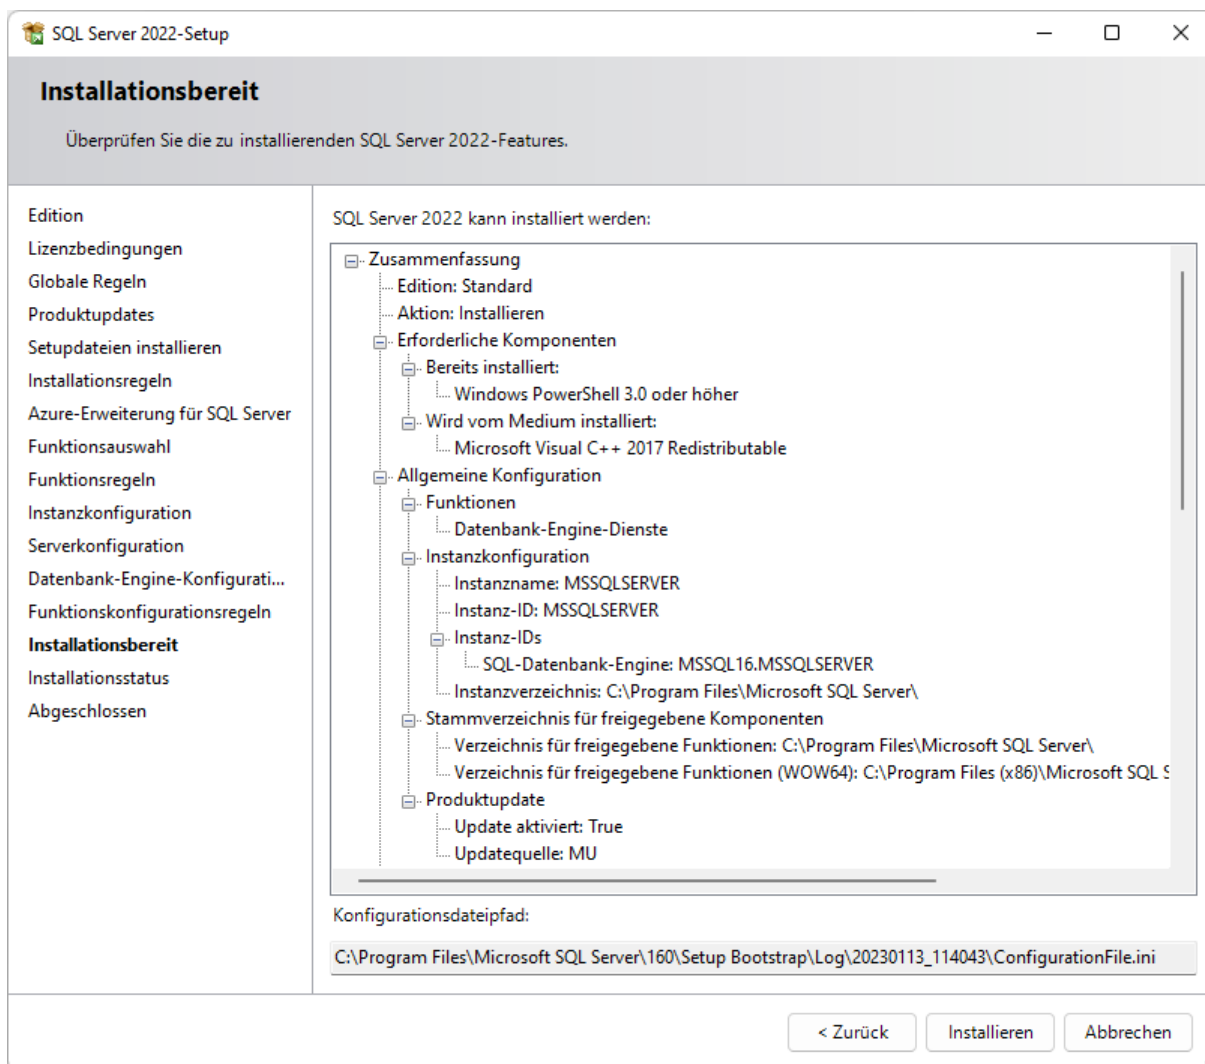 SQL Server 2022-Setup
Installationsbereit
Überprüfen Sie die zu installierenden SQL Server 2022-Features.
Edition
Lizenzbedingungen
Globale Regeln
Produktupdates
Setupdateien installieren
Installationsregeln
Azure-Erweiterung für SQL Server
Funktionsauswahl
Funktionsregeln
Instanzkonfiguration
Serverkonfiguration
Datenbank-Engine-Konfigurati...
Funktionskonfigurationsregeln
Installationsbereit
Installationsstatus
Abgeschlossen
SQL Server 2022 kann installiert werden:
Zusammenfassung
Edition: Standard
Aktion: Installieren
Erforderliche Komponenten
Bereits installiert:
Windows PowerShell 3.0 oder höher
Wird vom Medium installiert:
Microsoft Visual C++ 2017 Redistributable
Allgemeine Konfiguration
Funktionen
Datenbank-Engine-Dienste
Instanzkonfiguration
Instanzname: MSSQLSERVER
Instanz-ID: MSSQLSERVER
Instanz-IDs
SQL-Datenbank-Engine: MSSQL16.MSSQLSERVER
Instanzverzeichnis: C:\Program Files\Microsoft SQL Server\
Stammverzeichnis für freigegebene Komponenten
Verzeichnis für freigegebene Funktionen: C:\Program Files\Microsoft SQL Server\
Verzeichnis für freigegebene Funktionen (WOW64): C:\Program Files (x86)\Microsoft SQL S
Produktupdate
Update aktiviert: True
Updatequelle: MU
Konfigurationsdateipfad:
C:\Program Files\Microsoft SQL Server\160\Setup Bootstrap\Log\20230113_114043\ConfigurationFile.ini
< Zurück
Installieren
Abbrechen